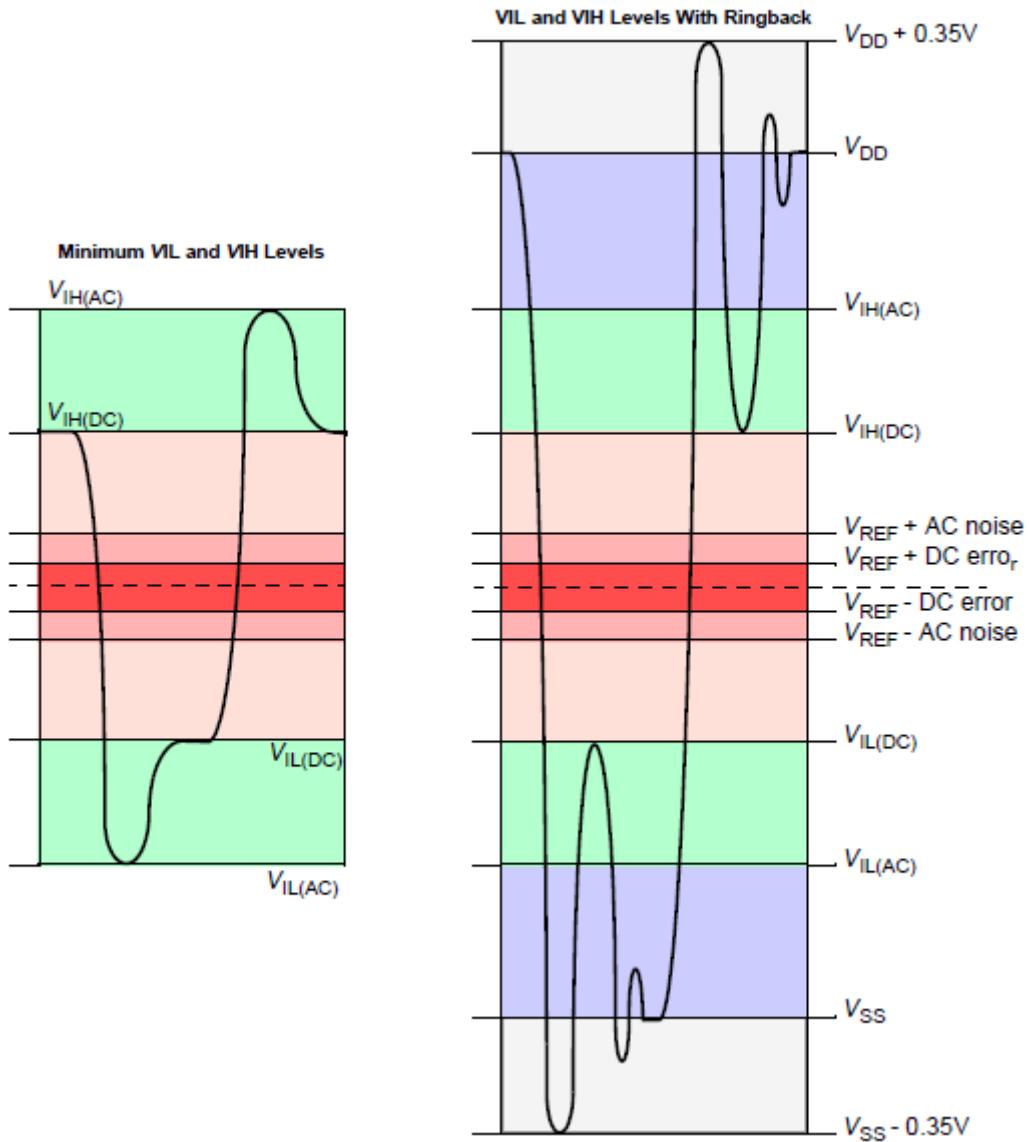 VIL and VIH Levels With Ringback
VDD + 0.35V
VDD
Minimum VIL and VIH Levels
VIH(AC)
VIH(AC)
VIH(DC)
VIH(DC)
VREF + AC noise
VREF + DC error
VREF - DC error
VREF - AC noise
VIL(DC)
VIL(DC)
VIL(AC)
VIL(AC)
VSS
VSS - 0.35V